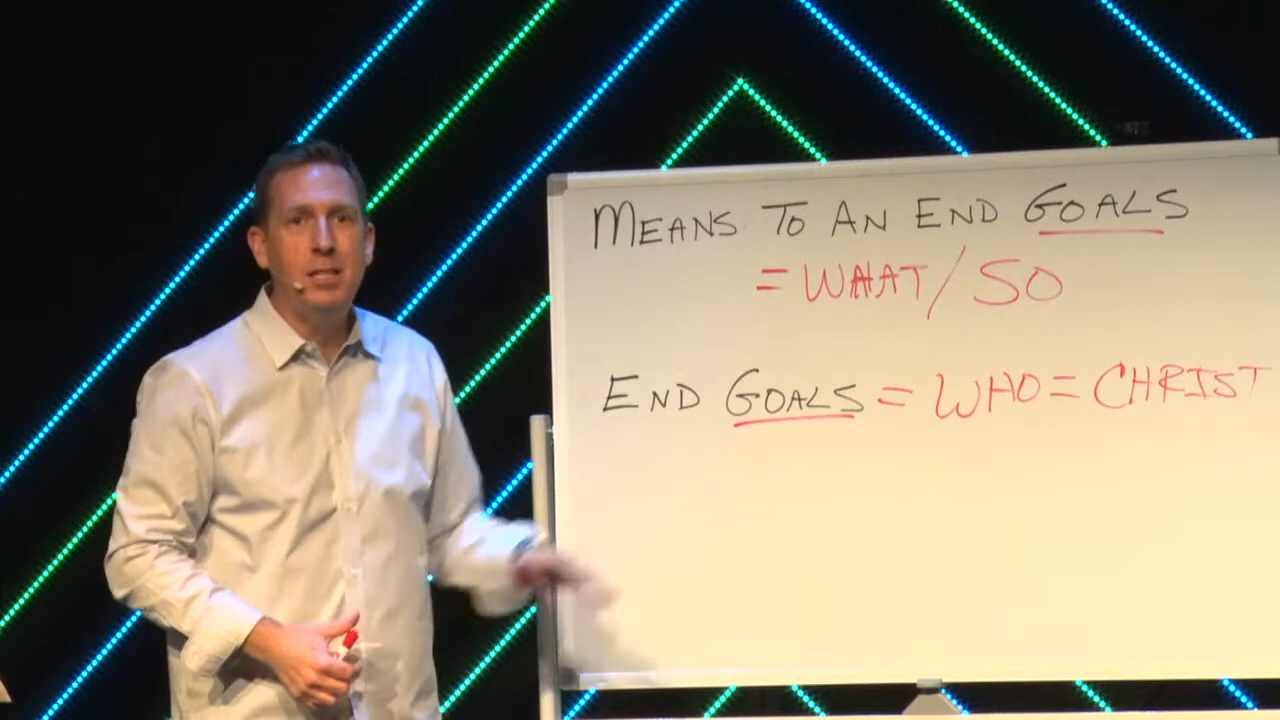 MEANS TO AN END GOALS
= WHAT/SO
END GOALS = WHO = CHRIST